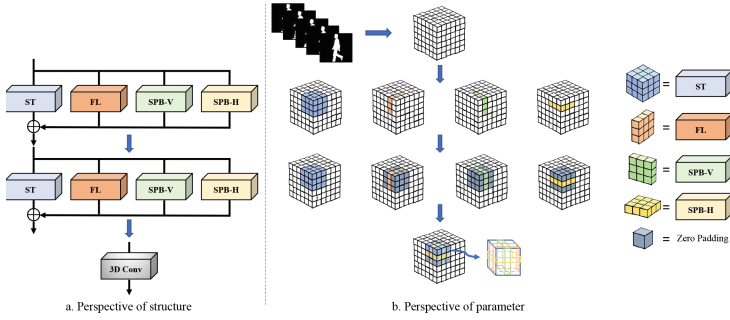 ST FL SPB-V SPB-H
ST FL SPB-V SPB-H
3D Conv
a. Perspective of structure
= ST
= FL
= SPB-V
= SPB-H
= Zero Padding
b. Perspective of parameter